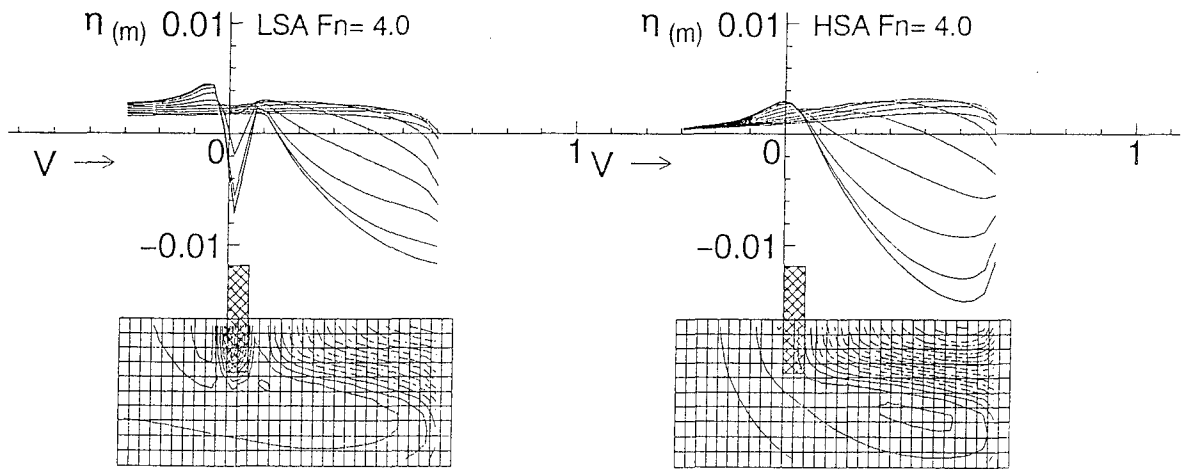 η (m) 0.01 LSA Fn= 4.0
0 1
V →
−0.01
η (m) 0.01 HSA Fn= 4.0
0 1
V →
−0.01